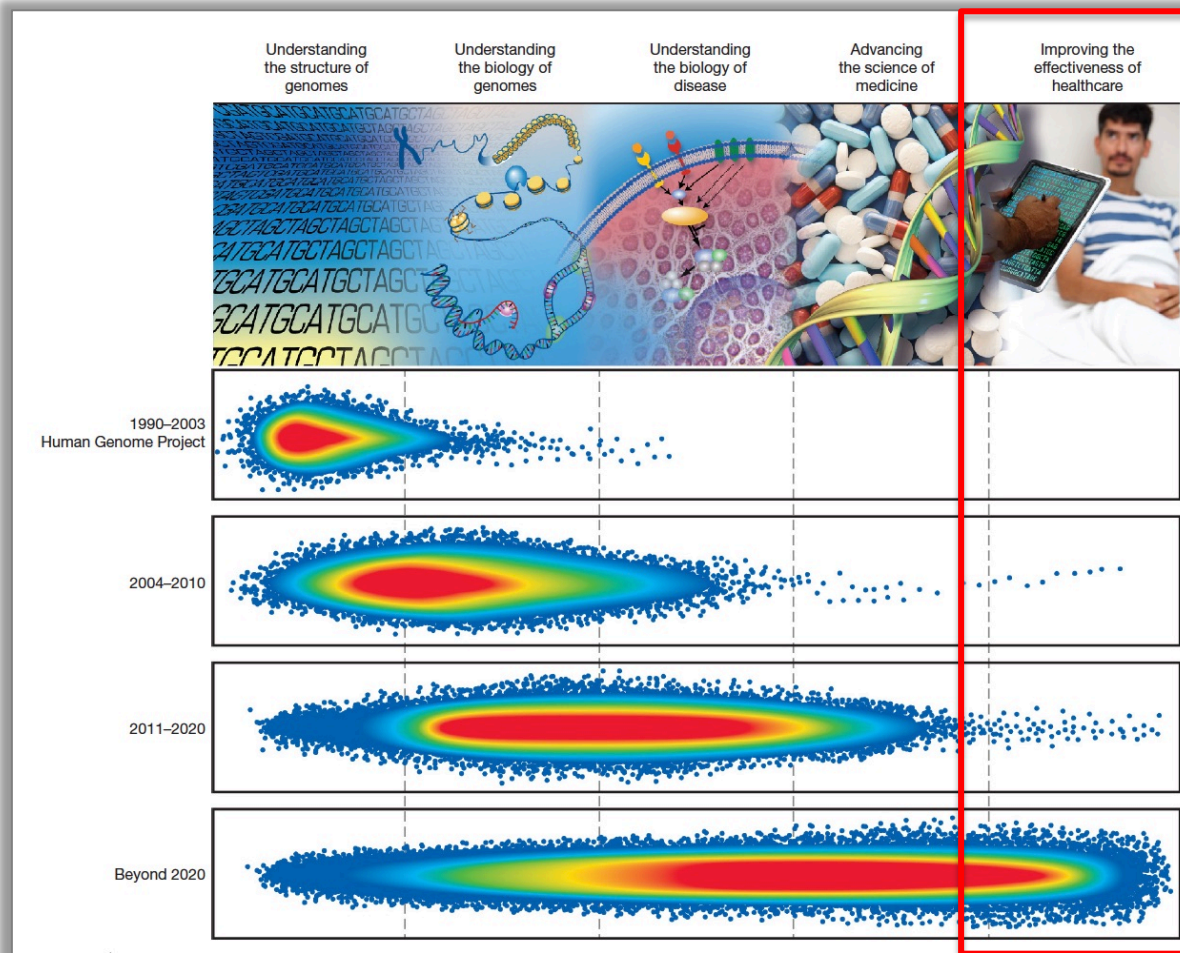 Understanding
the structure of
genomes
Understanding
the biology of
genomes
Understanding
the biology of
disease
Advancing
the science of
medicine
Improving the
effectiveness of
healthcare
1990–2003
Human Genome Project
2004–2010
2011–2020
Beyond 2020